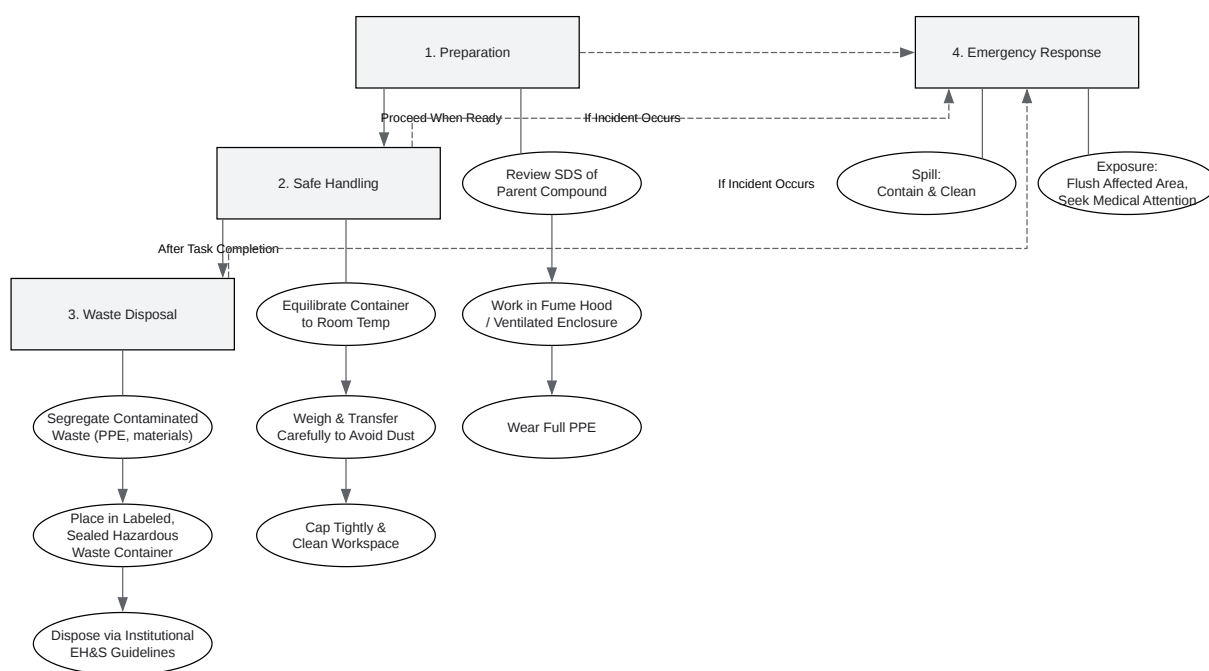 1. Preparation
4. Emergency Response
Proceed When Ready
If Incident Occurs
2. Safe Handling
Review SDS of
Parent Compound
If Incident Occurs
Spill:
Contain & Clean
Exposure:
Flush Affected Area,
Seek Medical Attention
After Task Completion
3. Waste Disposal
Equilibrate Container
to Room Temp
Work in Fume Hood
/ Ventilated Enclosure
Segregate Contaminated
Waste (PPE, materials)
Weigh & Transfer
Carefully to Avoid Dust
Wear Full PPE
Place in Labeled,
Sealed Hazardous
Waste Container
Cap Tightly &
Clean Workspace
Dispose via Institutional
EH&S Guidelines